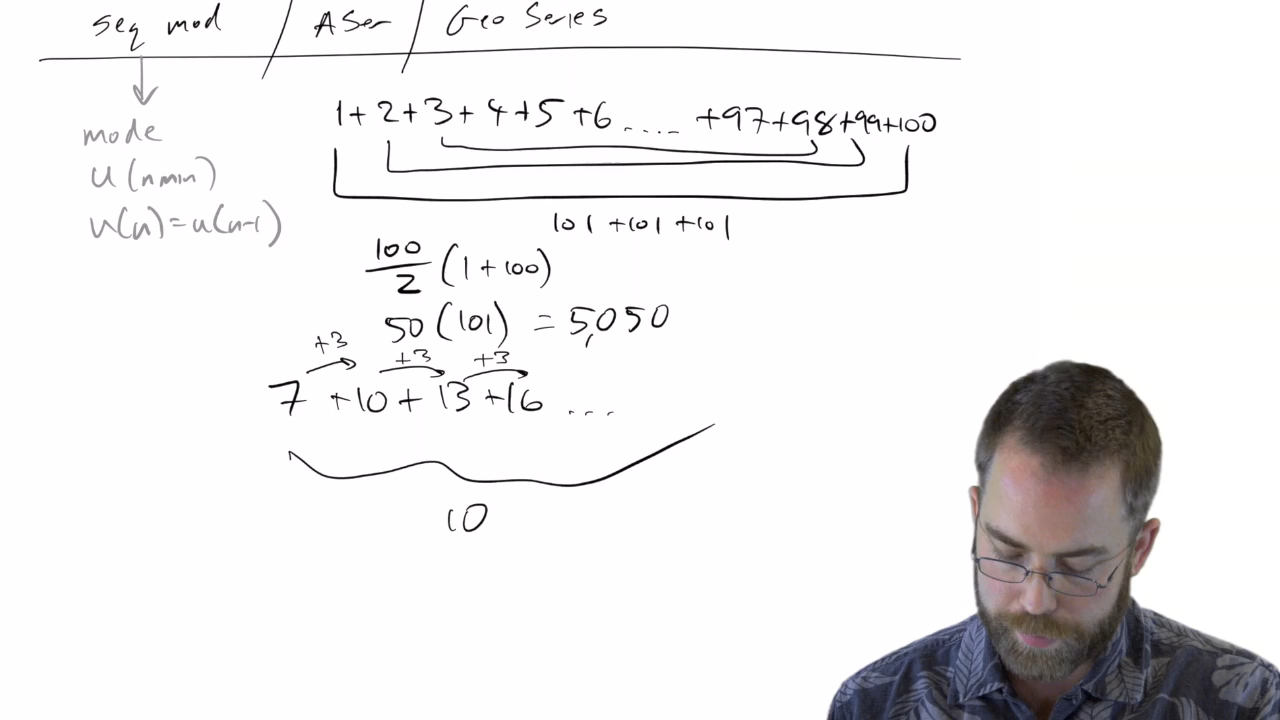 seq mod / ASer / Geo Series
mode
u(nmin)
u(n)=u(n-1)
1+2+3+4+5+6.....+97+98+99+100
101+101+101
100/2 (1+100)
50(101) = 5,050
+3 +3 +3
7+10+13+16 ....
10